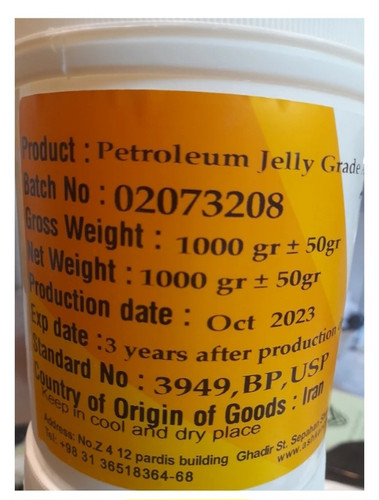 Product : Petroleum Jelly Grade
Batch No : 02073208
Gross Weight : 1000 gr ± 50gr
Net Weight : 1000 gr ± 50gr
Production date : Oct 2023
Exp date :3 years after production
Standard No : 3949,BP,USP
Country of Origin of Goods : Iran
Keep in cool and dry place
Address: No.Z 4 12 pardis building Ghadir St. Sepahan
Tel: +98 31 36518364-68